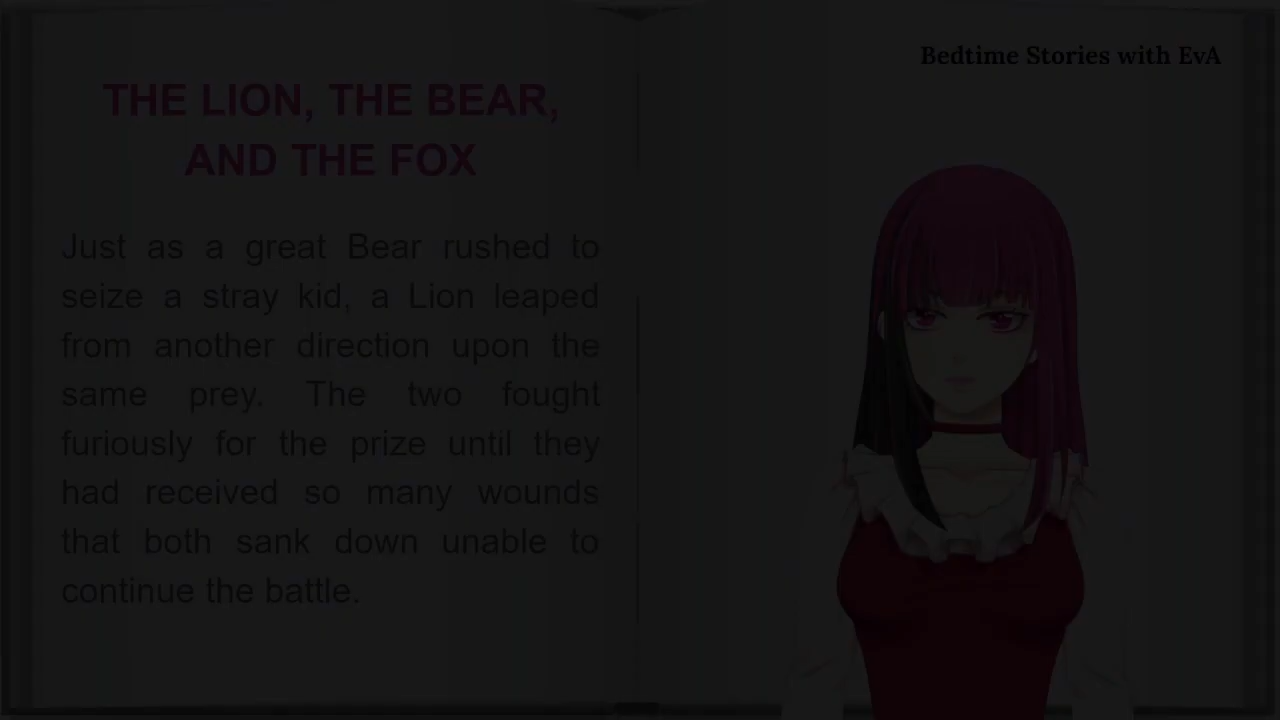 Bedtime Stories with EvA
THE LION, THE BEAR,
AND THE FOX
Just as a great Bear rushed to
seize a stray kid, a Lion leaped
from another direction upon the
same prey. The two fought
furiously for the prize until they
had received so many wounds
that both sank down unable to
continue the battle.